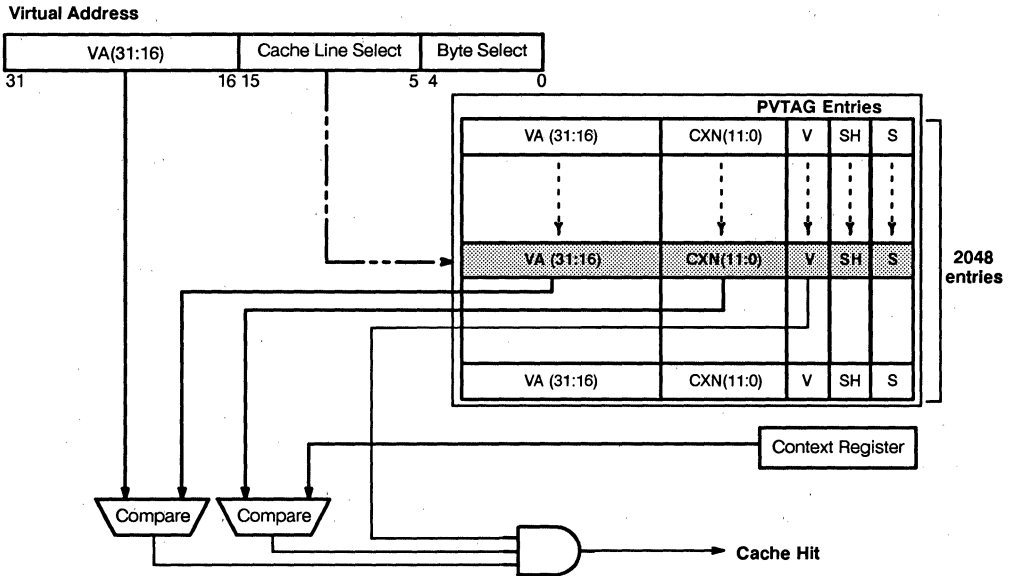 Virtual Address
VA(31:16) Cache Line Select Byte Select
31 16 15 5 4 0
PVTAG Entries
VA (31:16) CXN(11:0) V SH S
VA (31:16) CXN(11:0) V SH S
2048
entries
VA (31:16) CXN(11:0) V SH S
Context Register
Compare Compare
Cache Hit